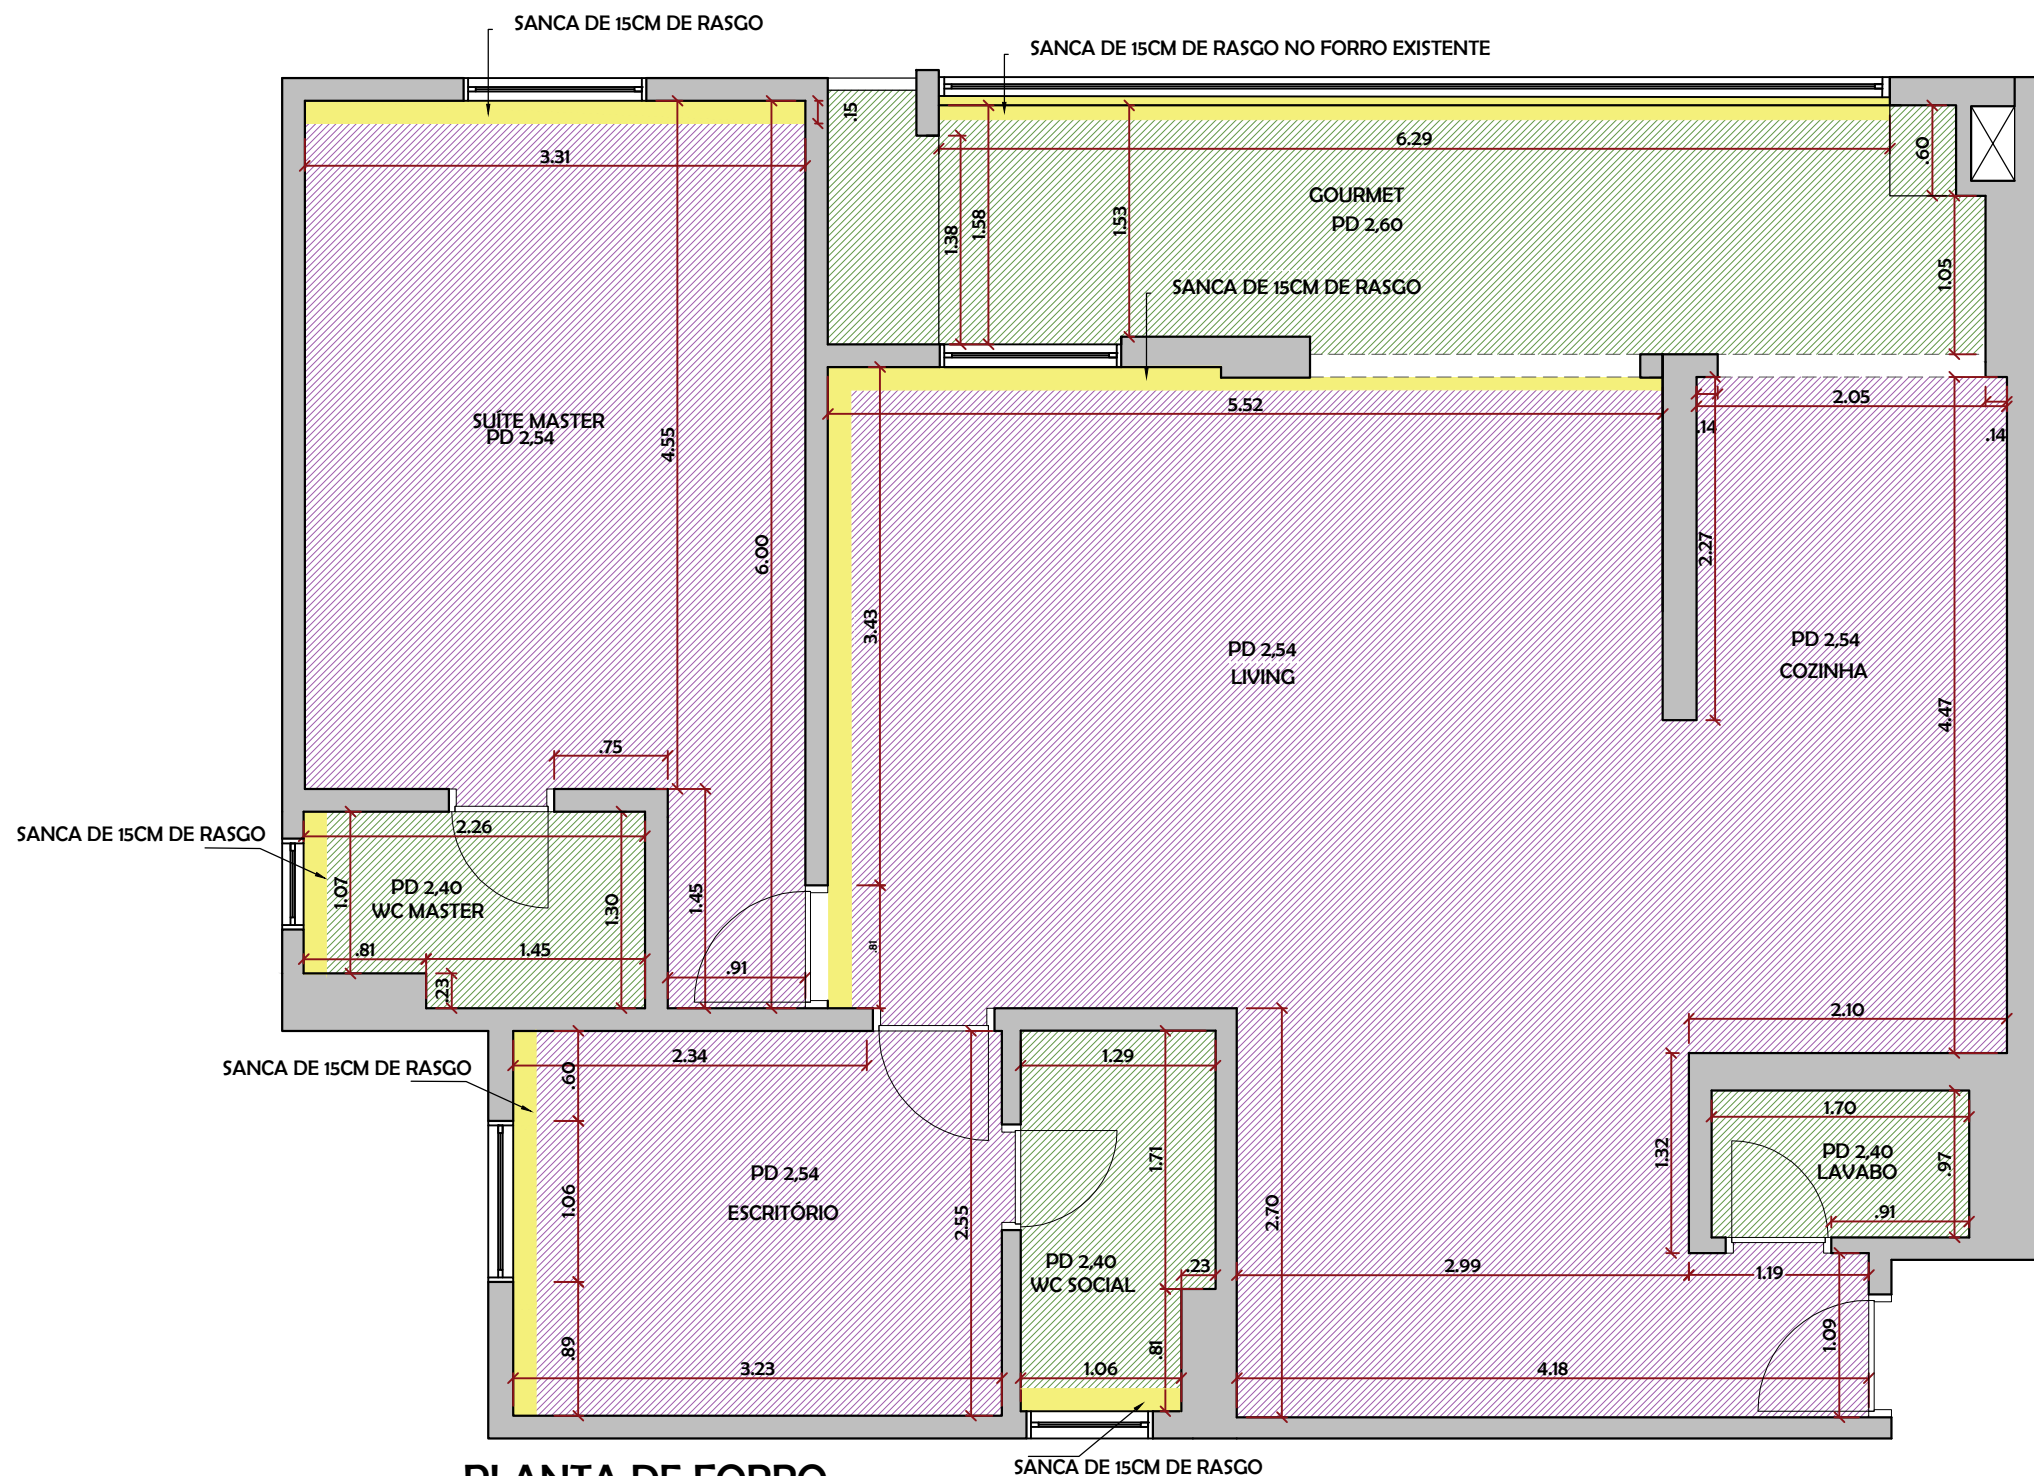 SANCA DE 15CM DE RASGO
SANCA DE 15CM DE RASGO NO FORRO EXISTENTE
.15
3.31
6.29
.60
1.38
1.58
1.53
GOURMET
PD 2,60
1.05
SANCA DE 15CM DE RASGO
SUÍTE MASTER
PD 2,54
4.55
6.00
5.52
2.05
.14
.14
2.27
3.43
PD 2,54
LIVING
PD 2,54
COZINHA
4.47
.75
SANCA DE 15CM DE RASGO
2.26
1.07
PD 2,40
WC MASTER
1.30
1.45
.81
1.45
.23
.91
.81
2.10
SANCA DE 15CM DE RASGO
.60
2.34
1.29
1.06
PD 2,54
ESCRITÓRIO
2.55
1.71
2.70
1.32
1.70
PD 2,40
LAVABO
.97
.91
PD 2,40
WC SOCIAL
.23
2.99
1.19
.89
3.23
1.06
.81
4.18
1.09
PLANTA DE FORRO
SANCA DE 15CM DE RASGO